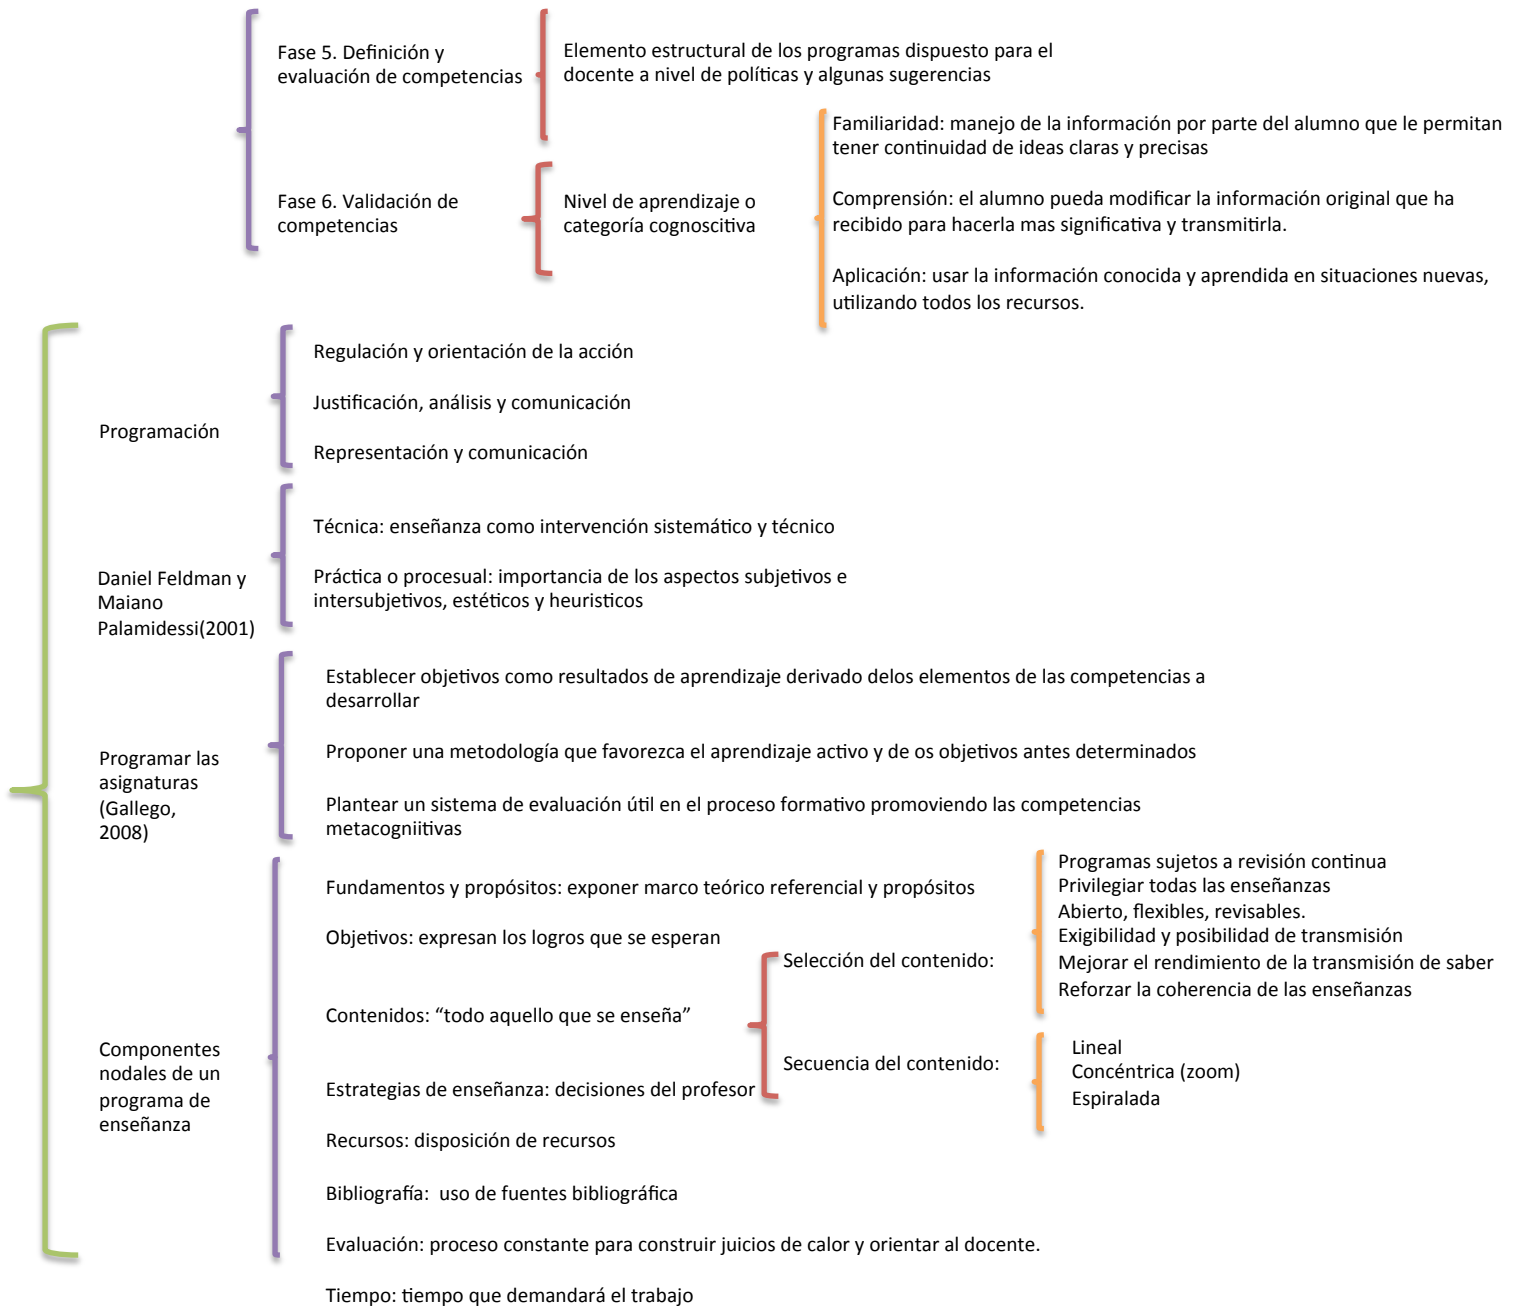 Fase 5. Definición y
evaluación de competencias
Elemento estructural de los programas dispuesto para el
docente a nivel de políticas y algunas sugerencias
Fase 6. Validación de
competencias
Nivel de aprendizaje o
categoría cognoscitiva
Familiaridad: manejo de la información por parte del alumno que le permitan
tener continuidad de ideas claras y precisas
Comprensión: el alumno pueda modificar la información original que ha
recibido para hacerla mas significativa y transmitirla.
Aplicación: usar la información conocida y aprendida en situaciones nuevas,
utilizando todos los recursos.
Programación
Regulación y orientación de la acción
Justificación, análisis y comunicación
Representación y comunicación
Daniel Feldman y
Maiano
Palamidessi(2001)
Técnica: enseñanza como intervención sistemático y técnico
Práctica o procesual: importancia de los aspectos subjetivos e
intersubjetivos, estéticos y heuristicos
Programar las
asignaturas
(Gallego,
2008)
Establecer objetivos como resultados de aprendizaje derivado delos elementos de las competencias a
desarrollar
Proponer una metodología que favorezca el aprendizaje activo y de os objetivos antes determinados
Plantear un sistema de evaluación útil en el proceso formativo promoviendo las competencias
metacogniitivas
Componentes
nodales de un
programa de
enseñanza
Fundamentos y propósitos: exponer marco teórico referencial y propósitos
Objetivos: expresan los logros que se esperan
Contenidos: “todo aquello que se enseña”
Selección del contenido:
Programas sujetos a revisión continua
Privilegiar todas las enseñanzas
Abierto, flexibles, revisables.
Exigibilidad y posibilidad de transmisión
Mejorar el rendimiento de la transmisión de saber
Reforzar la coherencia de las enseñanzas
Secuencia del contenido:
Lineal
Concéntrica (zoom)
Espiralada
Estrategias de enseñanza: decisiones del profesor
Recursos: disposición de recursos
Bibliografía:  uso de fuentes bibliográfica
Evaluación: proceso constante para construir juicios de calor y orientar al docente.
Tiempo: tiempo que demandará el trabajo